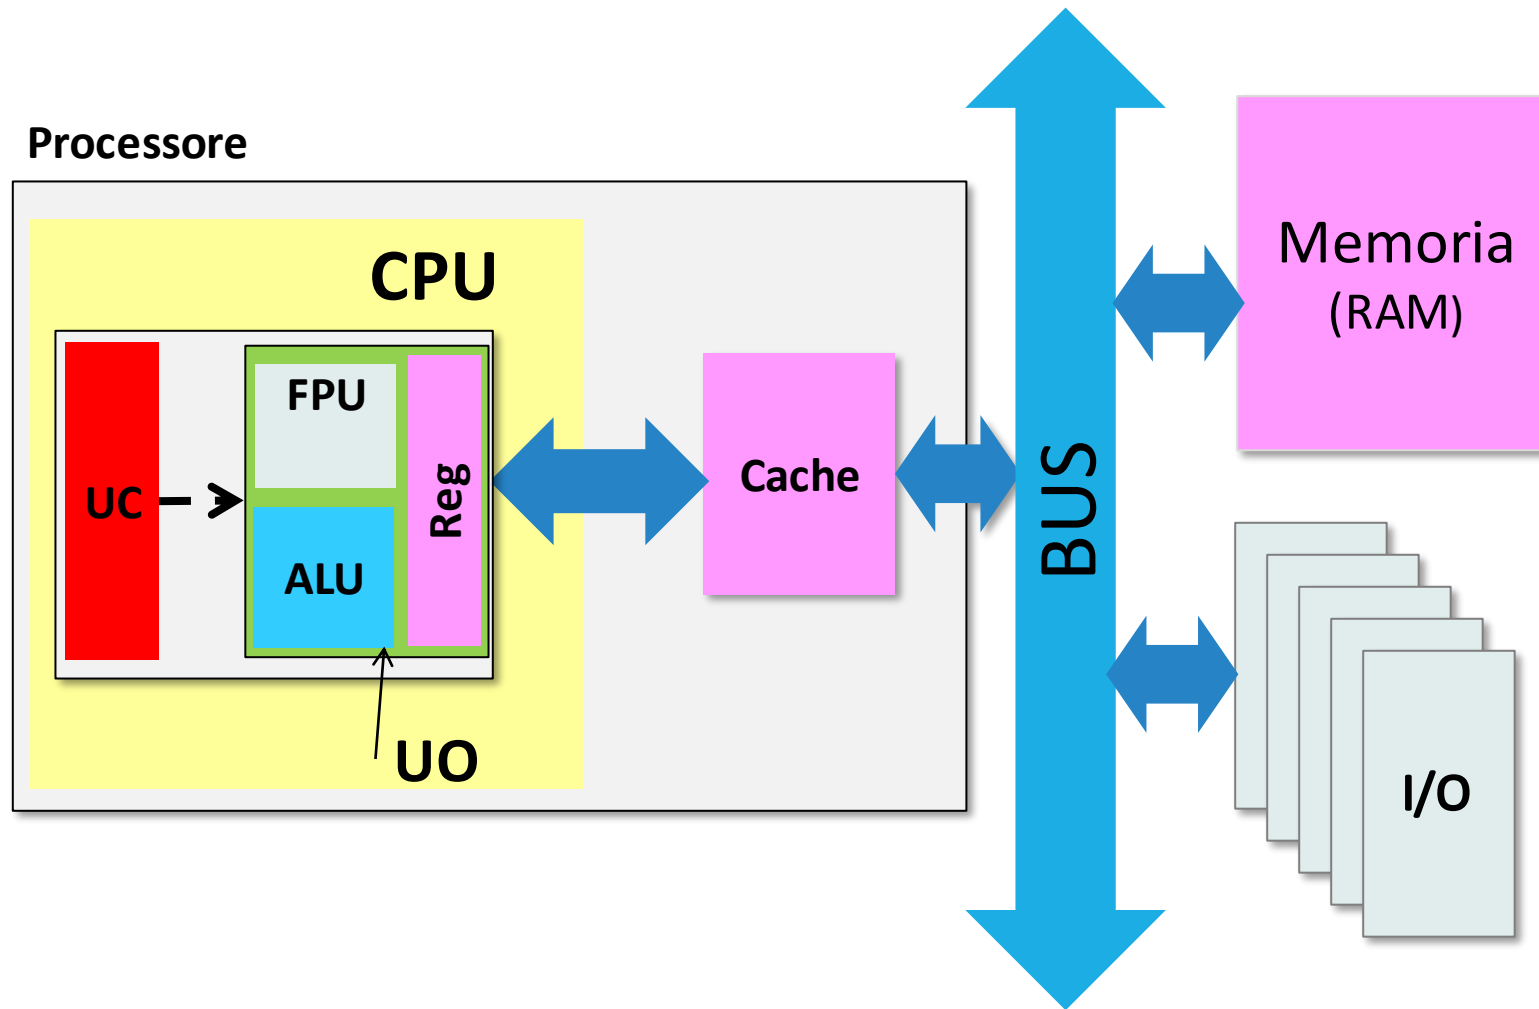 Processore
CPU
UC
FPU
ALU
Reg
UO
Cache
BUS
Memoria
(RAM)
I/O